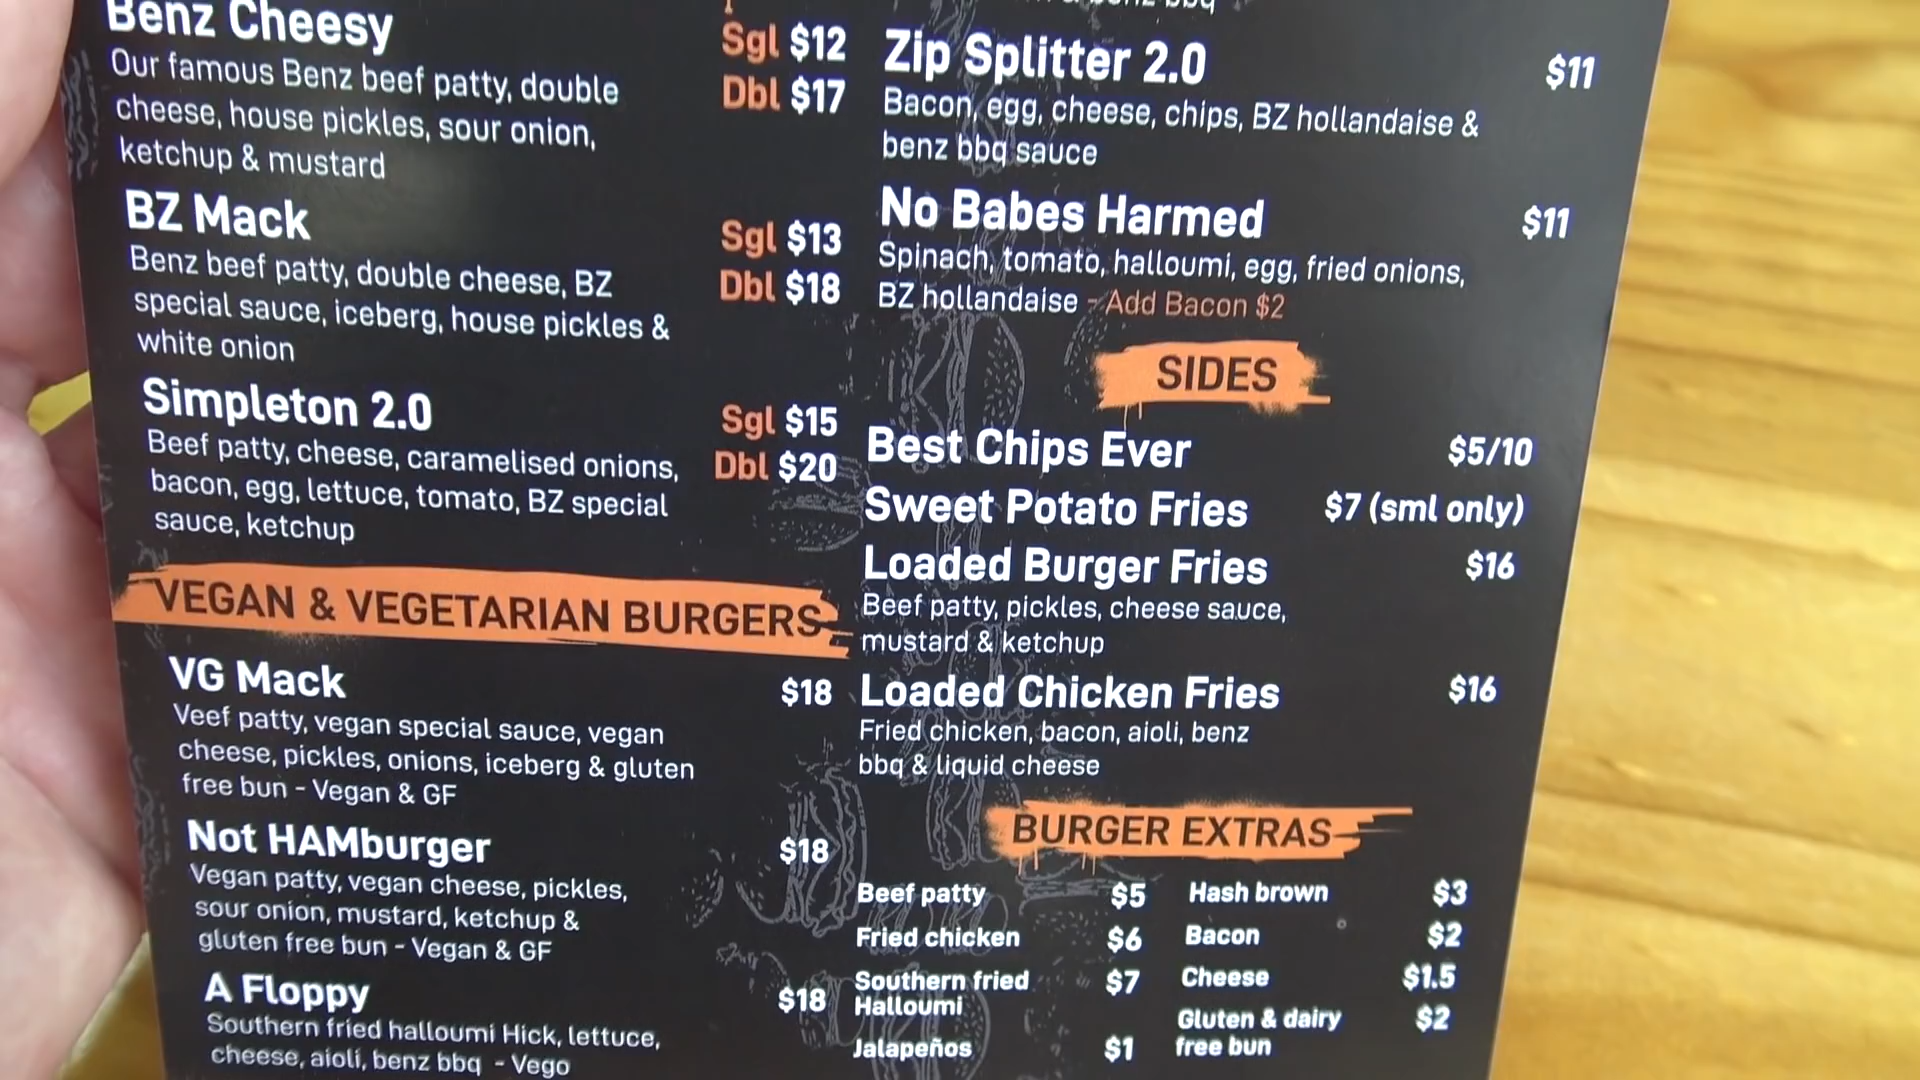 Benz Cheesy
Sgl $12
Our famous Benz beef patty, double
Dbl $17
cheese, house pickles, sour onion,
ketchup & mustard
BZ Mack
Sgl $13
Benz beef patty, double cheese, BZ
Dbl $18
special sauce, iceberg, house pickles &
white onion
Simpleton 2.0
Sgl $15
Beef patty, cheese, caramelised onions,
Dbl $20
bacon, egg, lettuce, tomato, BZ special
sauce, ketchup
VEGAN & VEGETARIAN BURGERS
VG Mack $18
Veef patty, vegan special sauce, vegan
cheese, pickles, onions, iceberg & gluten
free bun - Vegan & GF
Not HAMburger $18
Vegan patty, vegan cheese, pickles,
sour onion, mustard, ketchup &
gluten free bun - Vegan & GF
A Floppy $18
Southern fried halloumi Hick, lettuce,
cheese, aioli, benz bbq - Vego
benz bbq
Zip Splitter 2.0 $11
Bacon, egg, cheese, chips, BZ hollandaise &
benz bbq sauce
No Babes Harmed $11
Spinach, tomato, halloumi, egg, fried onions,
BZ hollandaise - Add Bacon $2
SIDES
Best Chips Ever $5/10
Sweet Potato Fries $7 (sml only)
Loaded Burger Fries $16
Beef patty, pickles, cheese sauce,
mustard & ketchup
Loaded Chicken Fries $16
Fried chicken, bacon, aioli, benz
bbq & liquid cheese
BURGER EXTRAS
Beef patty $5
Fried chicken $6
Southern fried $7
Halloumi
Jalapeños $1
Hash brown $3
Bacon $2
Cheese $1.5
Gluten & dairy $2
free bun